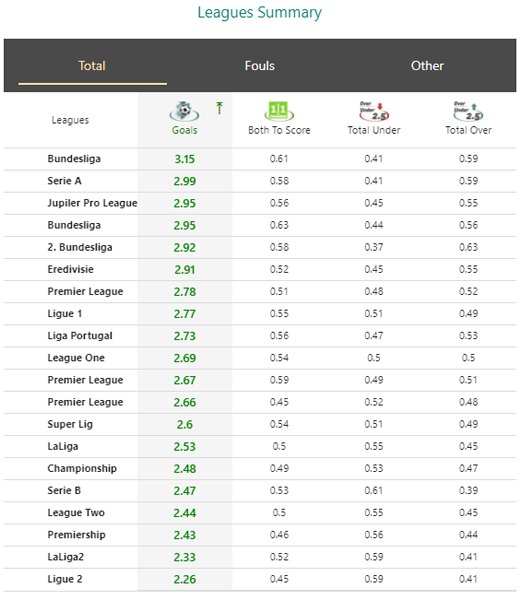 Leagues Summary
Total Fouls Other
Leagues Goals Both To Score Total Under Total Over
Bundesliga 3.15 0.61 0.41 0.59
Serie A 2.99 0.58 0.41 0.59
Jupiler Pro League 2.95 0.56 0.45 0.55
Bundesliga 2.95 0.63 0.44 0.56
2. Bundesliga 2.92 0.58 0.37 0.63
Eredivisie 2.91 0.52 0.45 0.55
Premier League 2.78 0.51 0.48 0.52
Ligue 1 2.77 0.55 0.51 0.49
Liga Portugal 2.73 0.56 0.47 0.53
League One 2.69 0.54 0.5 0.5
Premier League 2.67 0.59 0.49 0.51
Premier League 2.66 0.45 0.52 0.48
Super Lig 2.6 0.54 0.51 0.49
LaLiga 2.53 0.5 0.55 0.45
Championship 2.48 0.49 0.53 0.47
Serie B 2.47 0.53 0.61 0.39
League Two 2.44 0.5 0.55 0.45
Premiership 2.43 0.46 0.56 0.44
LaLiga2 2.33 0.52 0.59 0.41
Ligue 2 2.26 0.45 0.59 0.41